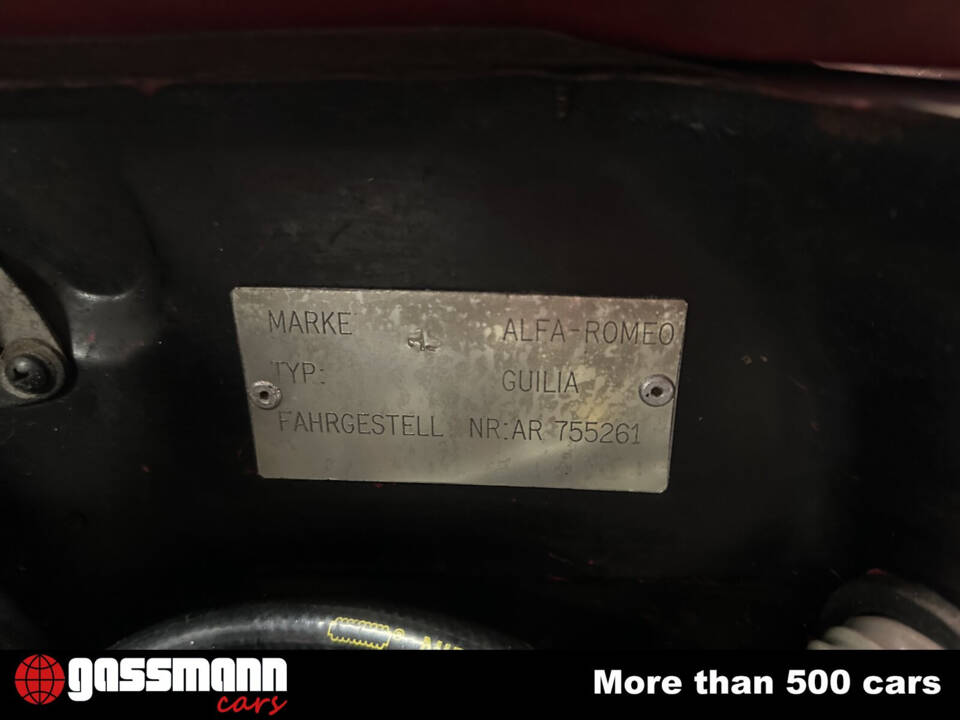 MARKE ALFA-ROMEO
TYP: GUILIA
FAHRGESTELL NR:AR 755261
gassmann
cars
More than 500 cars